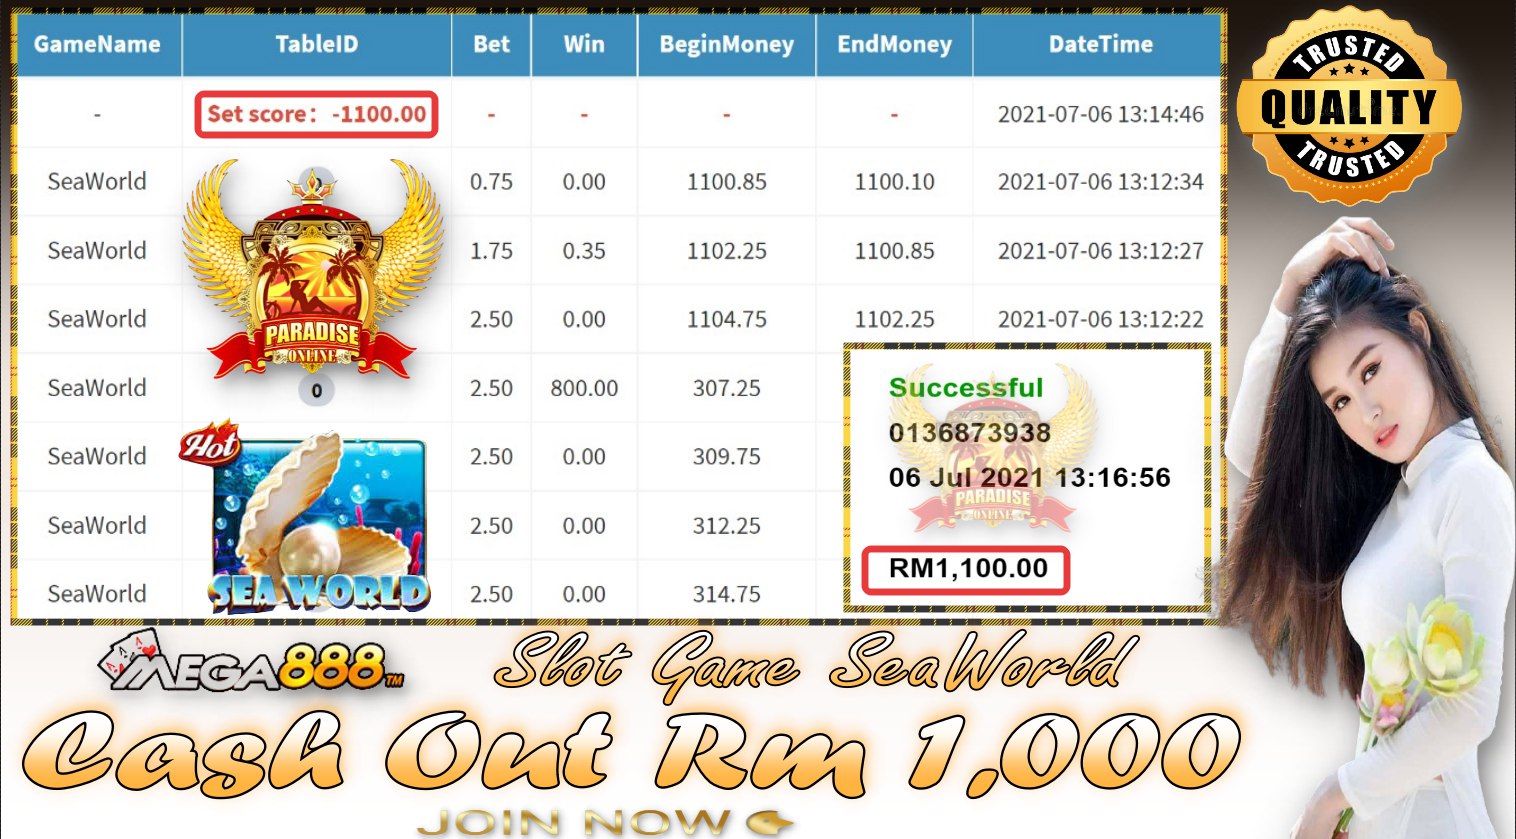 GameName TableID Bet Win BeginMoney EndMoney DateTime
- Set score: -1100.00 - - - - 2021-07-06 13:14:46
SeaWorld 0.75 0.00 1100.85 1100.10 2021-07-06 13:12:34
SeaWorld 1.75 0.35 1102.25 1100.85 2021-07-06 13:12:27
SeaWorld 2.50 0.00 1104.75 1102.25 2021-07-06 13:12:22
SeaWorld 0 2.50 800.00 307.25
SeaWorld 2.50 0.00 309.75
SeaWorld 2.50 0.00 312.25
SeaWorld 2.50 0.00 314.75
PARADISE
ONLINE
Hot
SEA WORLD
Successful
0136873938
06 Jul 2021 13:16:56
PARADISE
ONLINE
RM1,100.00
TRUSTED
QUALITY
TRUSTED
MEGA888 TM
Slot Game SeaWorld
Cash Out Rm 1,000
JOIN NOW